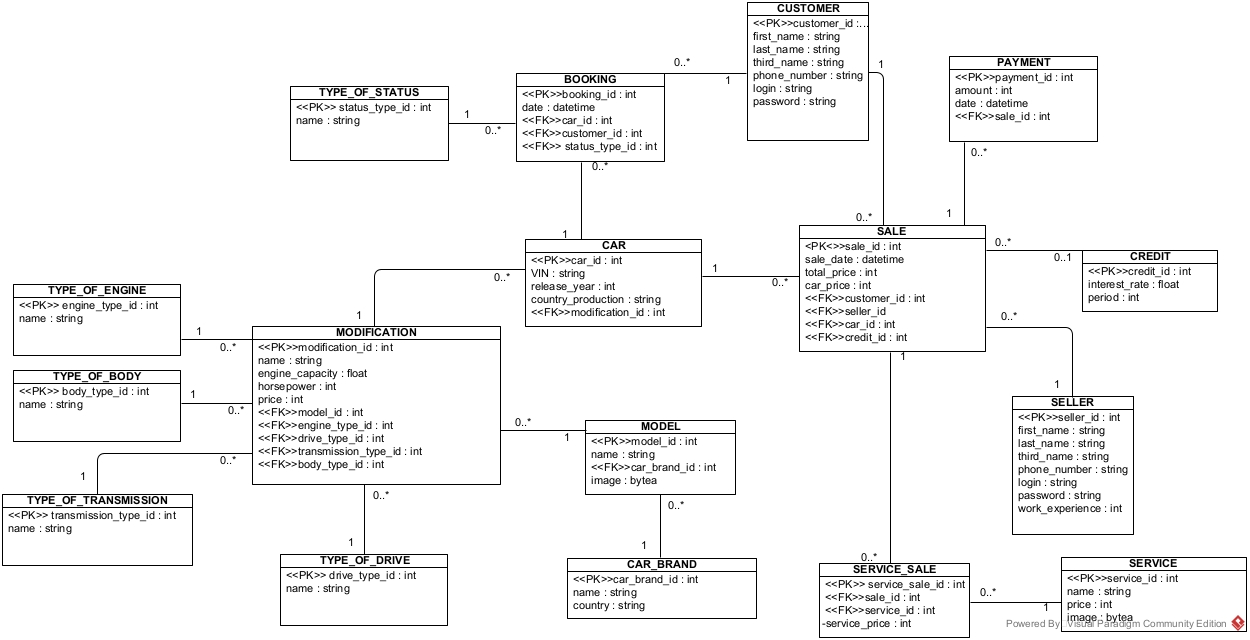 CUSTOMER
<<PK>>customer_id :...
first_name : string
last_name : string
third_name : string
phone_number : string
login : string
password : string
PAYMENT
<<PK>>payment_id : int
amount : int
date : datetime
<<FK>>sale_id : int
BOOKING
<<PK>>booking_id : int
date : datetime
<<FK>>car_id : int
<<FK>>customer_id : int
<<FK>> status_type_id : int
TYPE_OF_STATUS
<<PK>> status_type_id : int
name : string
0..*
1
1
1
0..*
0..*
0..*
1
0..*
1
CAR
<<PK>>car_id : int
VIN : string
release_year : int
country_production : string
<<FK>>modification_id : int
SALE
<PK<>>sale_id : int
sale_date : datetime
total_price : int
car_price : int
<<FK>>customer_id : int
<<FK>>seller_id
<<FK>>car_id : int
<<FK>>credit_id : int
0..*
0..1
CREDIT
<<PK>>credit_id : int
interest_rate : float
period : int
1
0..*
0..*
1
TYPE_OF_ENGINE
<<PK>> engine_type_id : int
name : string
1
0..*
MODIFICATION
<<PK>>modification_id : int
name : string
engine_capacity : float
horsepower : int
price : int
<<FK>>model_id : int
<<FK>>engine_type_id : int
<<FK>>drive_type_id : int
<<FK>>transmission_type_id : int
<<FK>>body_type_id : int
0..*
1
1
TYPE_OF_BODY
<<PK>> body_type_id : int
name : string
1
0..*
0..*
1
SELLER
<<PK>>seller_id : int
first_name : string
last_name : string
third_name : string
phone_number : string
login : string
password : string
work_experience : int
0..*
1
MODEL
<<PK>>model_id : int
name : string
<<FK>>car_brand_id : int
image : bytea
0..*
1
TYPE_OF_TRANSMISSION
<<PK>> transmission_type_id : int
name : string
0..*
1
TYPE_OF_DRIVE
<<PK>> drive_type_id : int
name : string
0..*
1
CAR_BRAND
<<PK>>car_brand_id : int
name : string
country : string
0..*
SERVICE_SALE
<<PK>> service_sale_id : int
<<FK>>sale_id : int
<<FK>>service_id : int
-service_price : int
0..*
1
SERVICE
<<PK>>service_id : int
name : string
price : int
image : bytea
Powered By Visual Paradigm Community Edition